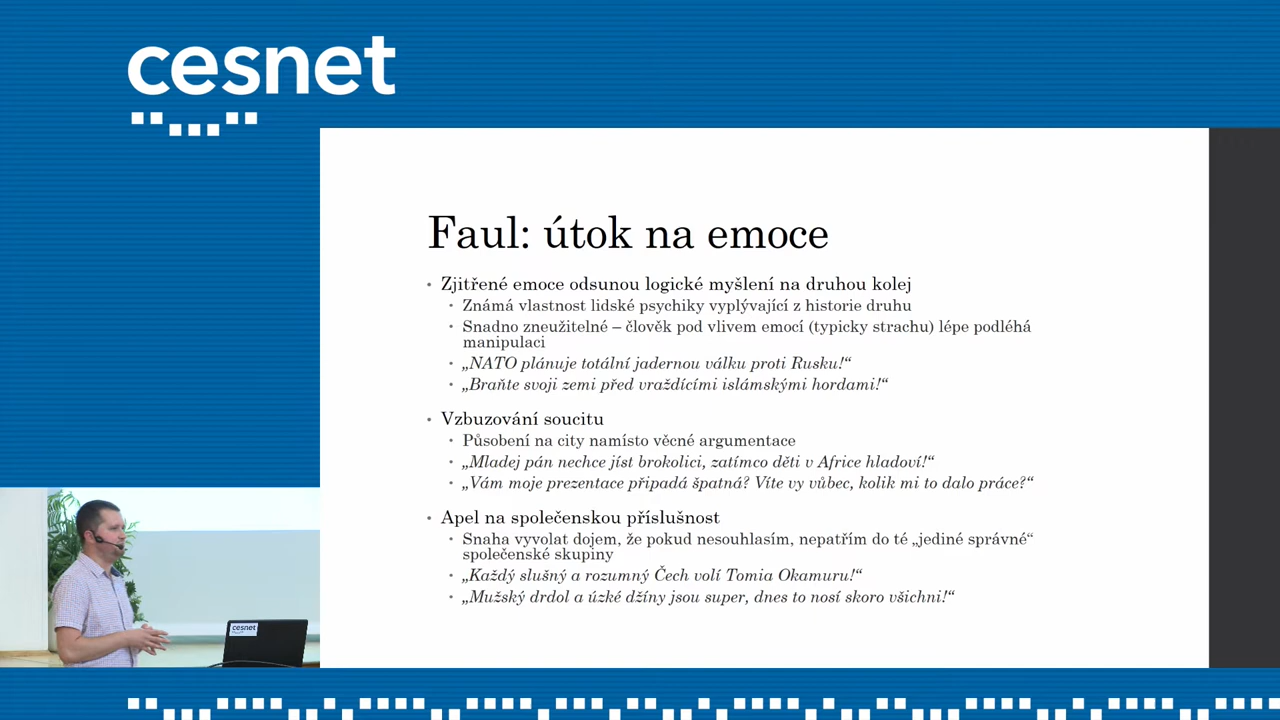 cesnet
Faul: útok na emoce
• Zjitřené emoce odsunou logické myšlení na druhou kolej
• Známá vlastnost lidské psychiky vyplývající z historie druhu
• Snadno zneužitelné – člověk pod vlivem emocí (typicky strachu) lépe podléhá
manipulaci
• „NATO plánuje totální jadernou válku proti Rusku!“
• „Braňte svoji zemi před vraždícími islámskými hordami!“
• Vzbuzování soucitu
• Působení na city namísto věcné argumentace
• „Mladej pán nechce jíst brokolici, zatímco děti v Africe hladoví!“
• „Vám moje prezentace připadá špatná? Víte vy vůbec, kolik mi to dalo práce?“
• Apel na společenskou příslušnost
• Snaha vyvolat dojem, že pokud nesouhlasím, nepatřím do té „jediné správné“
společenské skupiny
• „Každý slušný a rozumný Čech volí Tomia Okamuru!“
• „Mužský drdol a úzké džíny jsou super, dnes to nosí skoro všichni!“
cesnet